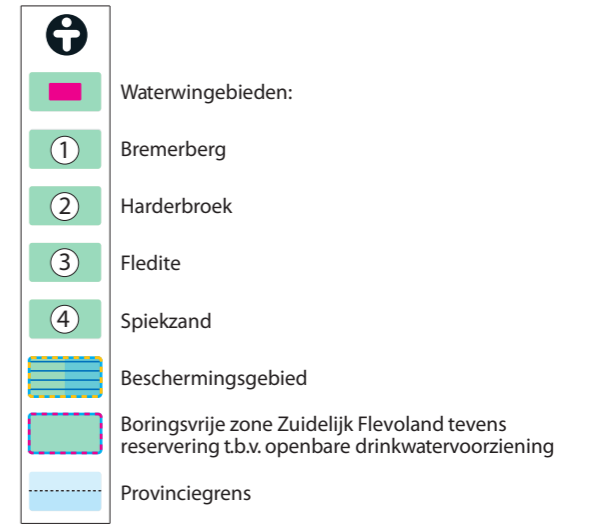 Waterwingebieden:
1 Bremerberg
2 Harderbroek
3 Fledite
4 Spiekzand
Beschermingsgebied
Boringsvrije zone Zuidelijk Flevoland tevens
reservering t.b.v. openbare drinkwatervoorziening
Provinciegrens